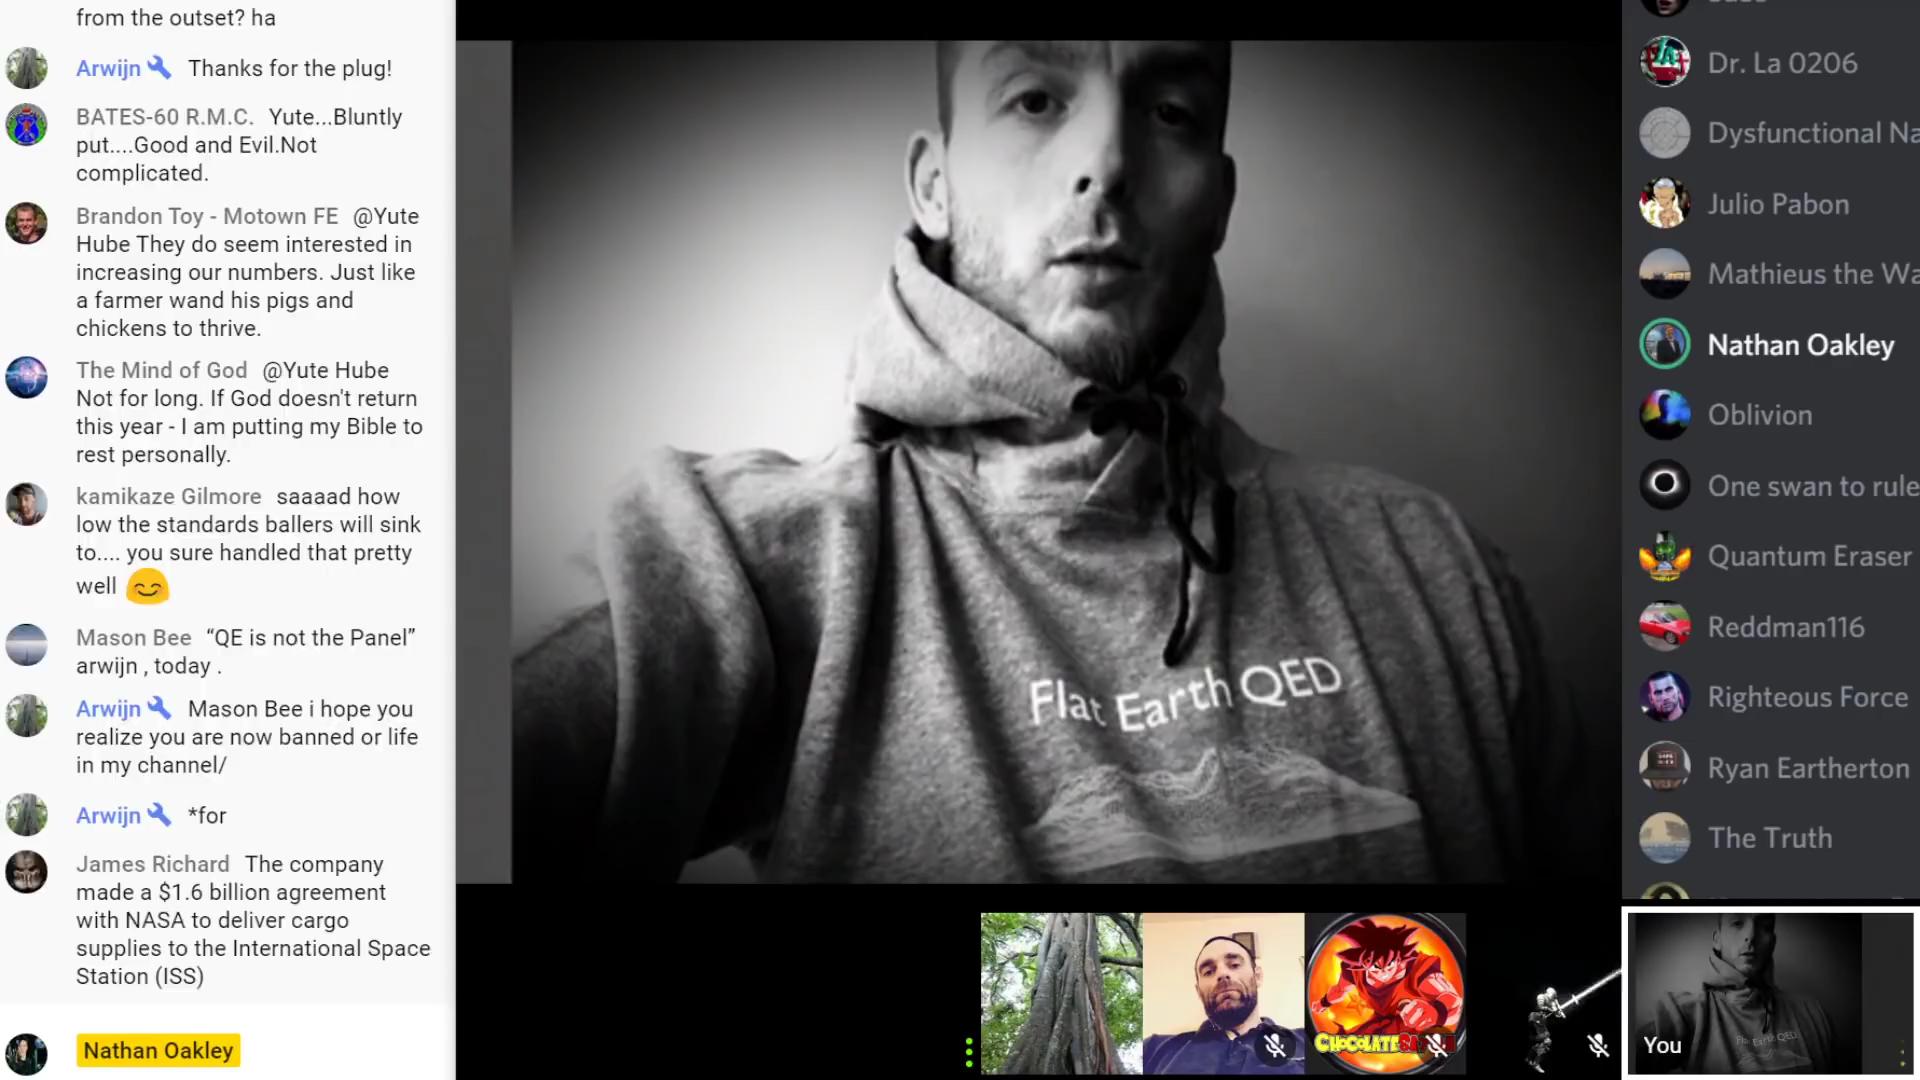 from the outset? ha
Arwijn Thanks for the plug!
BATES-60 R.M.C. Yute...Bluntly
put....Good and Evil.Not
complicated.
Brandon Toy - Motown FE @Yute
Hube They do seem interested in
increasing our numbers. Just like
a farmer wand his pigs and
chickens to thrive.
The Mind of God @Yute Hube
Not for long. If God doesn't return
this year - I am putting my Bible to
rest personally.
kamikaze Gilmore saaaad how
low the standards ballers will sink
to.... you sure handled that pretty
well
Mason Bee “QE is not the Panel”
arwijn , today .
Arwijn Mason Bee i hope you
realize you are now banned or life
in my channel/
Arwijn *for
James Richard The company
made a $1.6 billion agreement
with NASA to deliver cargo
supplies to the International Space
Station (ISS)
Nathan Oakley
Flat Earth QED
CHOCOLATE
You
Dr. La 0206
Dysfunctional Na
Julio Pabon
Mathieus the Wa
Nathan Oakley
Oblivion
One swan to rule
Quantum Eraser
Reddman116
Righteous Force
Ryan Eartherton
The Truth